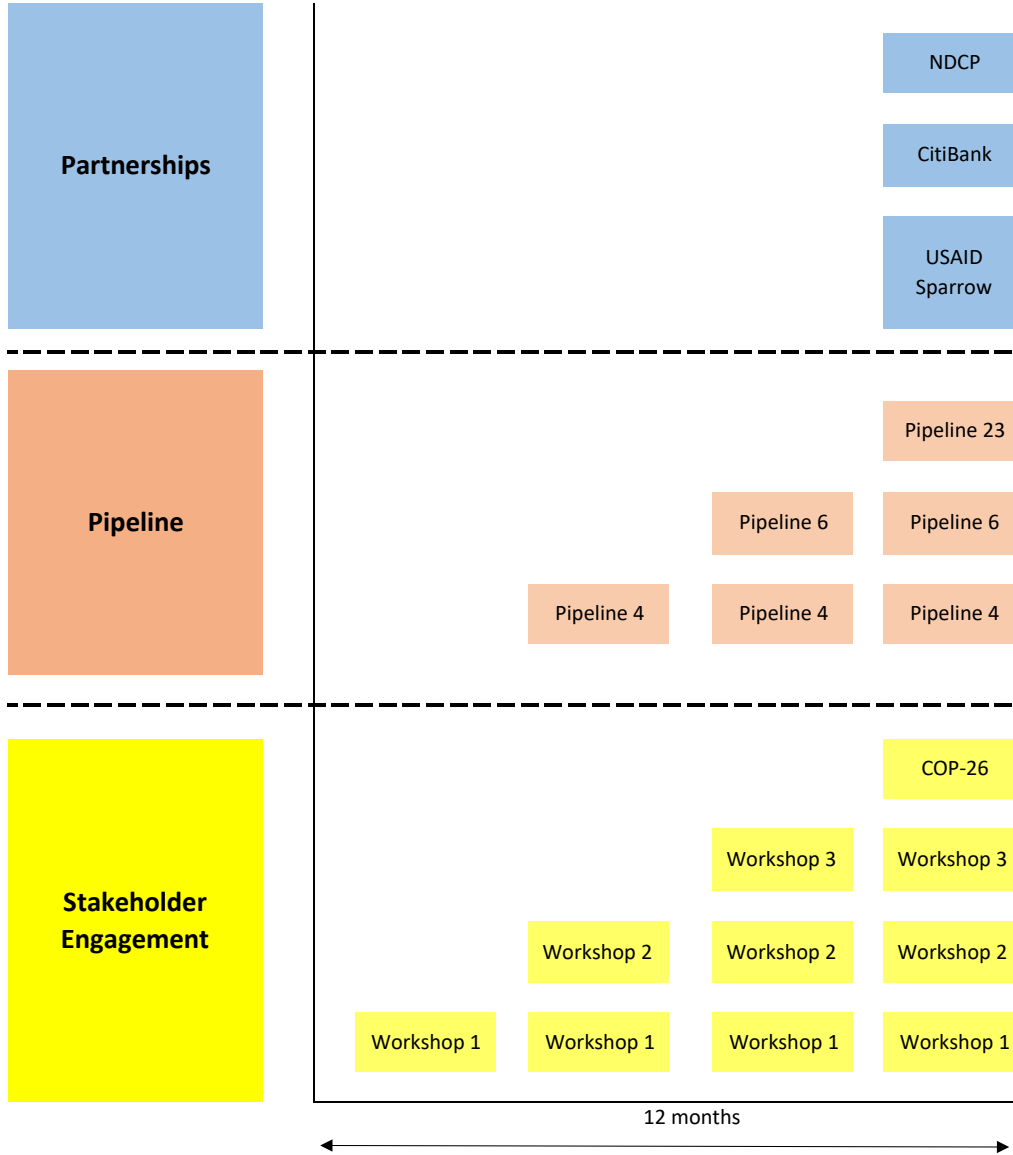 NDCP
Partnerships
CitiBank
USAID
Sparrow
Pipeline 23
Pipeline
Pipeline 6
Pipeline 6
Pipeline 4
Pipeline 4
Pipeline 4
COP-26
Stakeholder
Engagement
Workshop 3
Workshop 3
Workshop 2
Workshop 2
Workshop 2
Workshop 1
Workshop 1
Workshop 1
Workshop 1
12 months